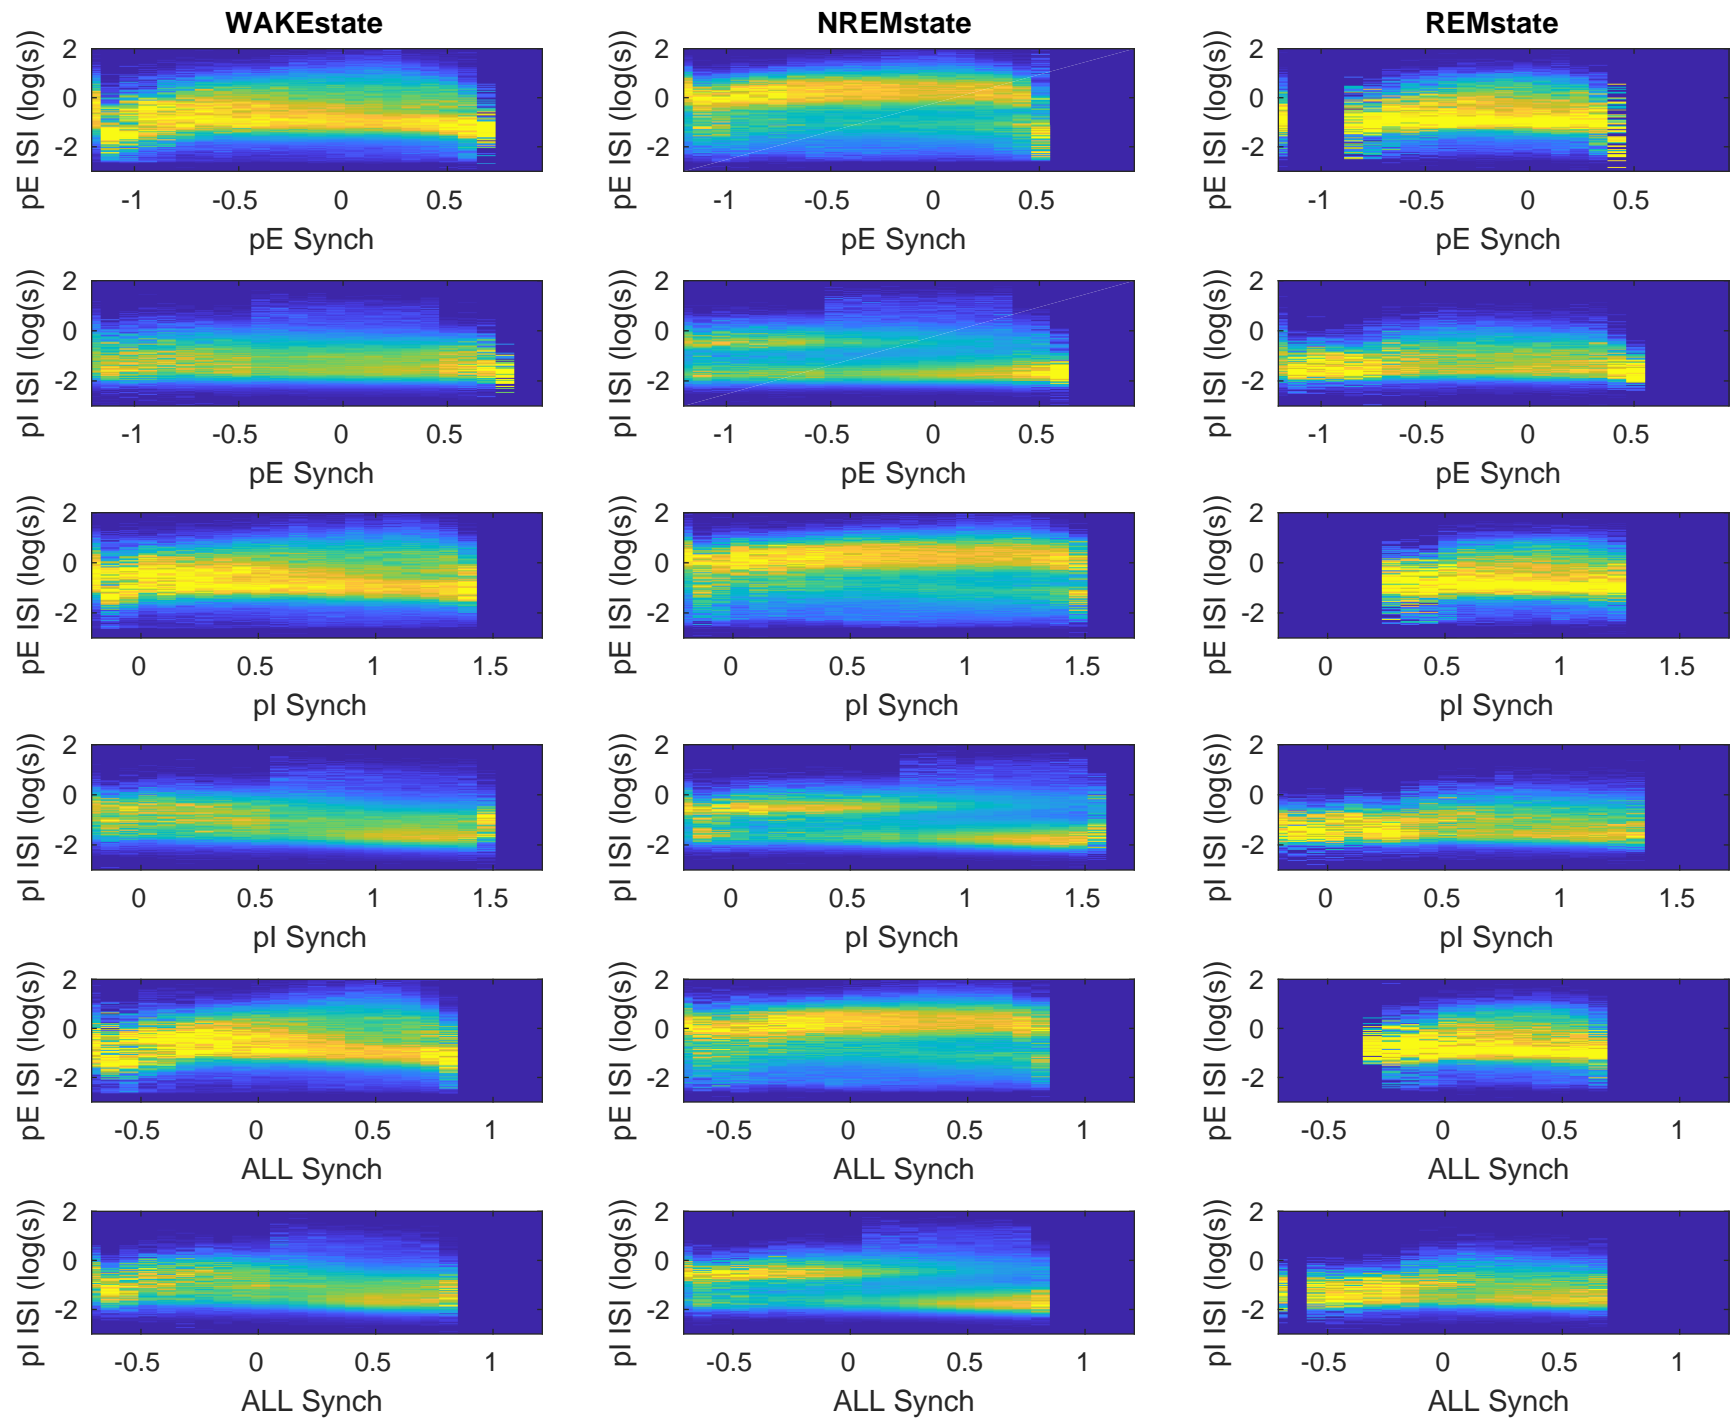 WAKEstate NREMstate REMstate
pE ISI (log(s)) 2 0 -2 pE ISI (log(s)) 2 0 -2 pE ISI (log(s)) 2 0 -2
-1 -0.5 0 0.5 -1 -0.5 0 0.5 -1 -0.5 0 0.5
pE Synch pE Synch pE Synch
pI ISI (log(s)) 2 0 -2 pI ISI (log(s)) 2 0 -2 pI ISI (log(s)) 2 0 -2
-1 -0.5 0 0.5 -1 -0.5 0 0.5 -1 -0.5 0 0.5
pE Synch pE Synch pE Synch
pE ISI (log(s)) 2 0 -2 pE ISI (log(s)) 2 0 -2 pE ISI (log(s)) 2 0 -2
0 0.5 1 1.5 0 0.5 1 1.5 0 0.5 1 1.5
pI Synch pI Synch pI Synch
pI ISI (log(s)) 2 0 -2 pI ISI (log(s)) 2 0 -2 pI ISI (log(s)) 2 0 -2
0 0.5 1 1.5 0 0.5 1 1.5 0 0.5 1 1.5
pI Synch pI Synch pI Synch
pE ISI (log(s)) 2 0 -2 pE ISI (log(s)) 2 0 -2 pE ISI (log(s)) 2 0 -2
-0.5 0 0.5 1 -0.5 0 0.5 1 -0.5 0 0.5 1
ALL Synch ALL Synch ALL Synch
pI ISI (log(s)) 2 0 -2 pI ISI (log(s)) 2 0 -2 pI ISI (log(s)) 2 0 -2
-0.5 0 0.5 1 -0.5 0 0.5 1 -0.5 0 0.5 1
ALL Synch ALL Synch ALL Synch